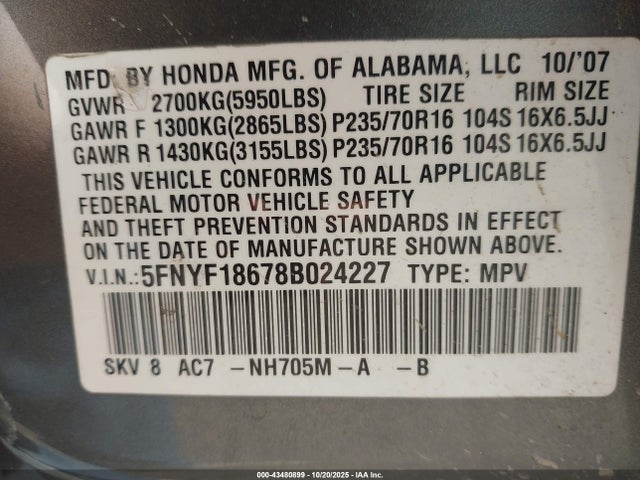 MFD. BY HONDA MFG. OF ALABAMA, LLC 10/'07
GVWR 2700KG(5950LBS) TIRE SIZE RIM SIZE
GAWR F 1300KG(2865LBS) P235/70R16 104S 16X6.5JJ
GAWR R 1430KG(3155LBS) P235/70R16 104S 16X6.5JJ
THIS VEHICLE CONFORMS TO ALL APPLICABLE
FEDERAL MOTOR VEHICLE SAFETY
AND THEFT PREVENTION STANDARDS IN EFFECT
ON THE DATE OF MANUFACTURE SHOWN ABOVE.
V.I.N.: 5FNYF18678B024227 TYPE: MPV
SKV 8 AC7 -NH705M-A -B
000-43480899 - 10/20/2025 - IAA Inc.